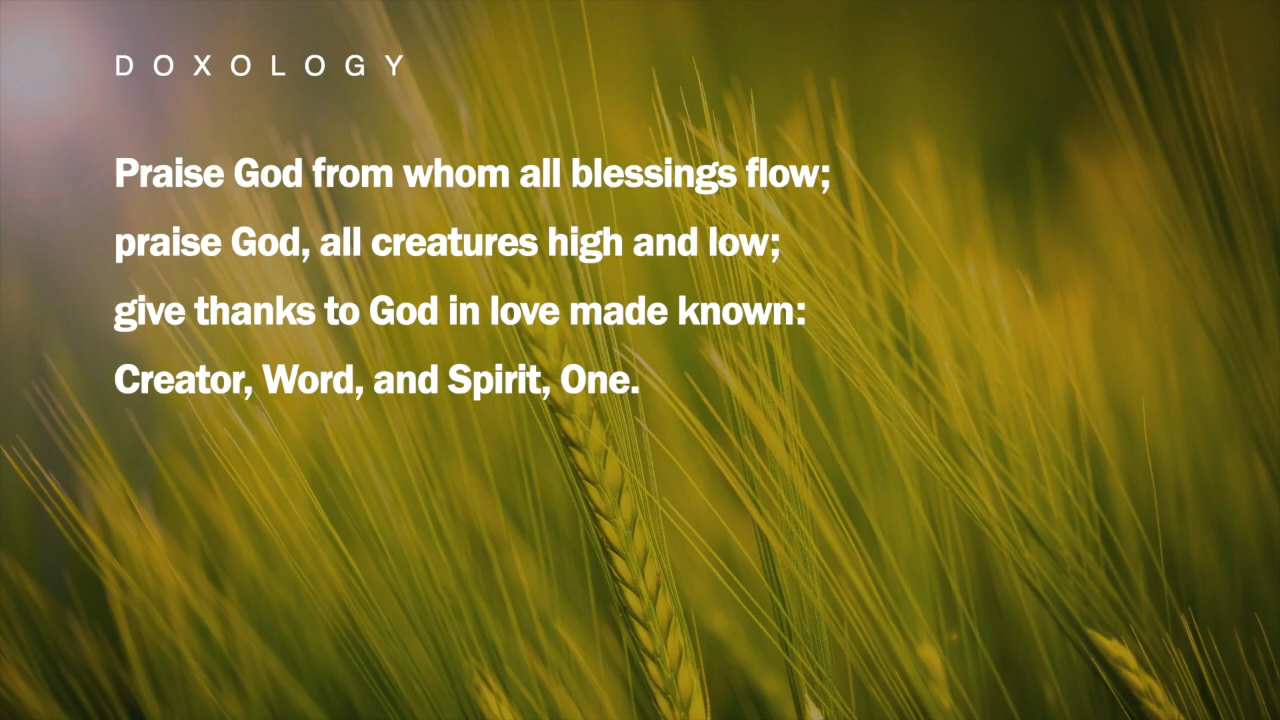 DOXOLOGY
Praise God from whom all blessings flow;
praise God, all creatures high and low;
give thanks to God in love made known:
Creator, Word, and Spirit, One.